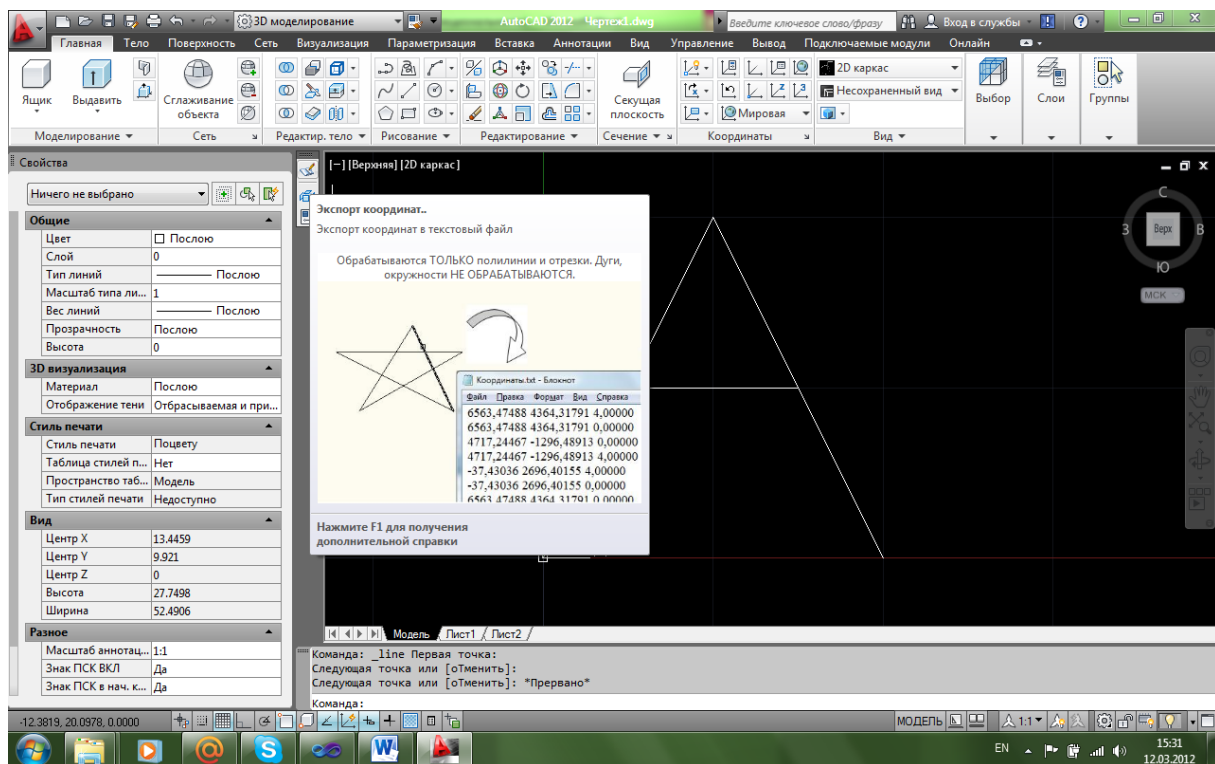 3D моделирование
AutoCAD 2012 Чертеж1.dwg
Введите ключевое слово/фразу
Вход в службы
Главная Тело Поверхность Сеть Визуализация Параметризация Вставка Аннотации Вид Управление Вывод Подключаемые модули Онлайн
Ящик
Выдавить
Сглаживание
объекта
Секущая
плоскость
2D каркас
Несохраненный вид
Мировая
Выбор
Слои
Группы
Моделирование Сеть Редактир. тело Рисование Редактирование Сечение Координаты Вид
Свойства
Ничего не выбрано
Общие
Цвет Послою
Слой 0
Тип линий Послою
Масштаб типа ли... 1
Вес линий Послою
Прозрачность Послою
Высота 0
3D визуализация
Материал Послою
Отображение тени Отбрасываемая и при...
Стиль печати
Стиль печати Поцвету
Таблица стилей п... Нет
Пространство таб... Модель
Тип стилей печати Недоступно
Вид
Центр X 13.4459
Центр Y 9.921
Центр Z 0
Высота 27.7498
Ширина 52.4906
Разное
Масштаб аннотац... 1:1
Знак ПСК ВКЛ Да
Знак ПСК в нач. к... Да
[−] [Верхняя] [2D каркас]
Экспорт координат..
Экспорт координат в текстовый файл
Обрабатываются ТОЛЬКО полилинии и отрезки. Дуги,
окружности НЕ ОБРАБАТЫВАЮТСЯ.
Координаты.txt - Блокнот
Файл Правка Формат Вид Справка
6563,47488 4364,31791 4,00000
6563,47488 4364,31791 0,00000
4717,24467 -1296,48913 0,00000
4717,24467 -1296,48913 4,00000
-37,43036 2696,40155 4,00000
-37,43036 2696,40155 0,00000
6563,47488 4364,31791 0,00000
Нажмите F1 для получения
дополнительной справки
С
З Верх В
Ю
МСК
Модель Лист1 Лист2
Команда: _line Первая точка:
Следующая точка или [оТменить]:
Следующая точка или [оТменить]: *Прервано*
Команда:
-12.3819, 20.0978, 0.0000
МОДЕЛЬ
1:1
EN
15:31
12.03.2012